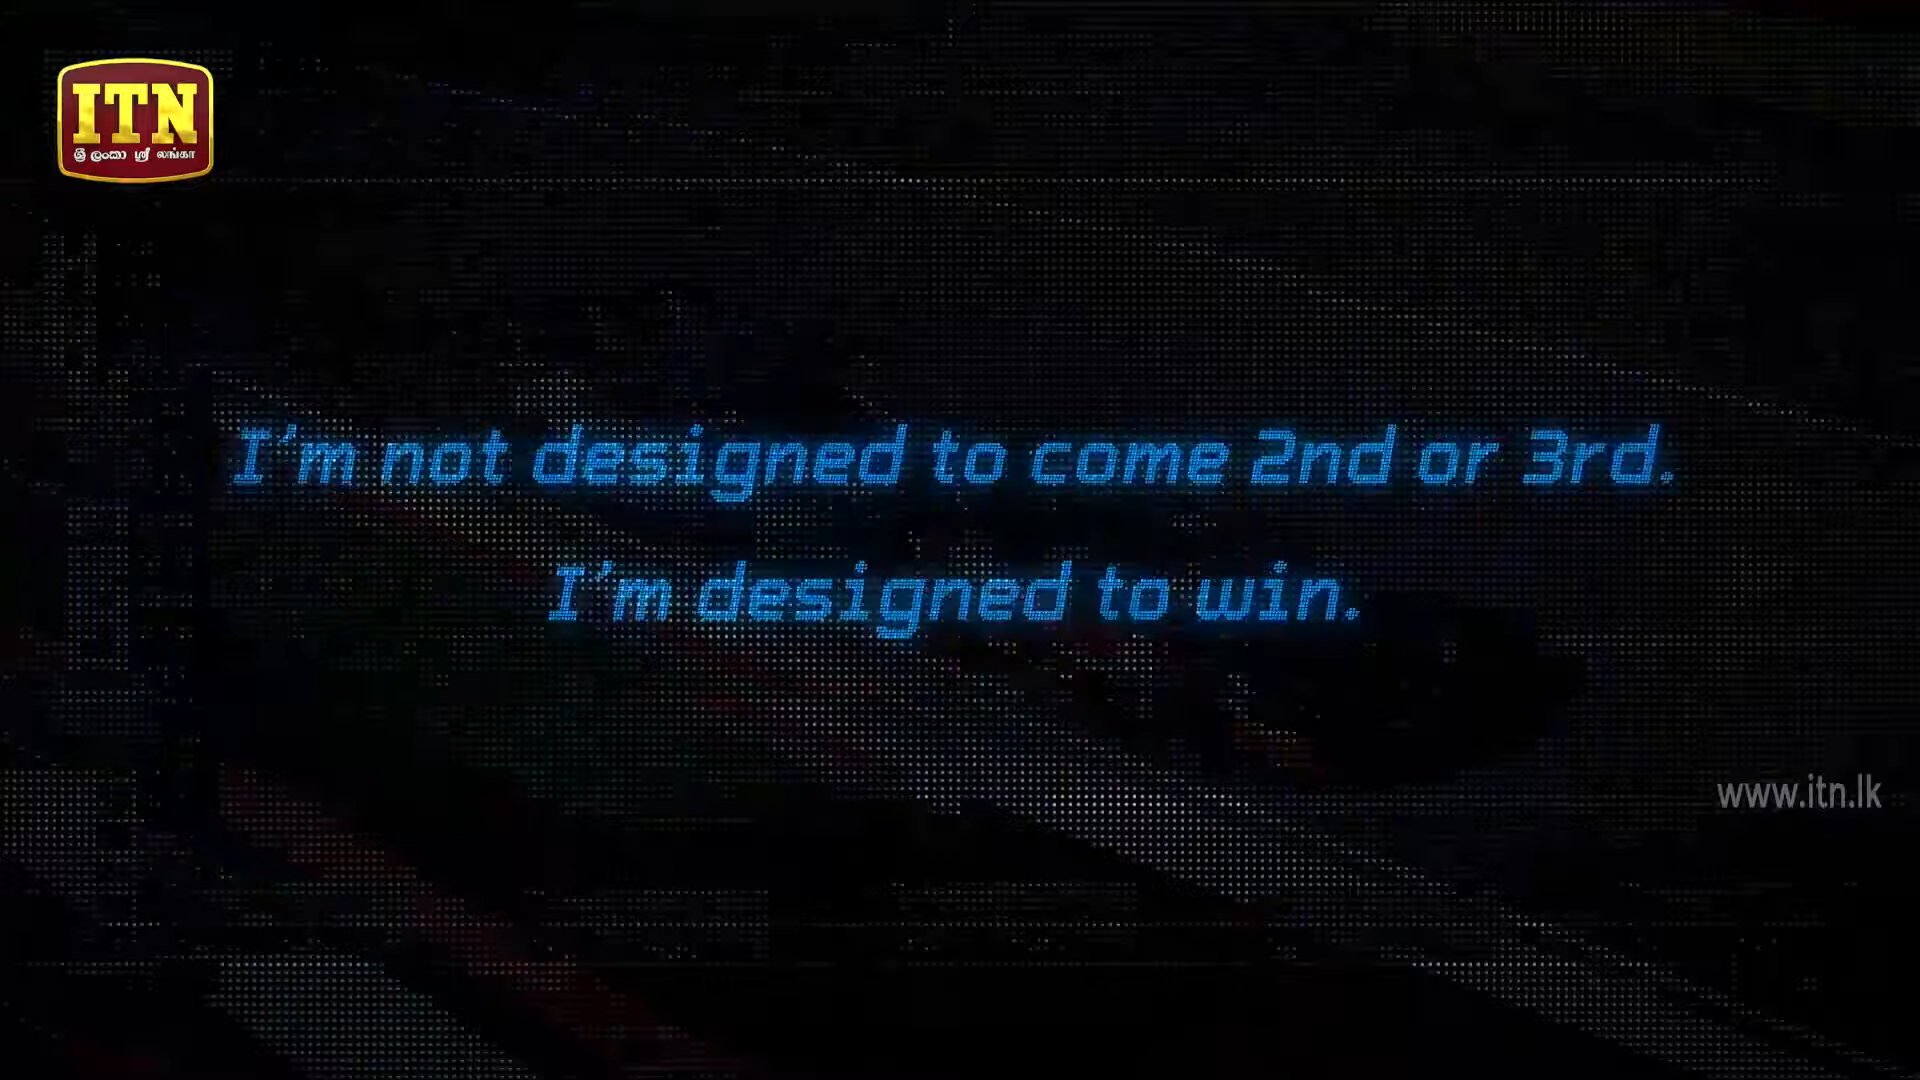 ITN
ශ්‍රී ලංකා ஸ்ரீ லங்கா
I'm not designed to come 2nd or 3rd.
I'm designed to win.
www.itn.lk